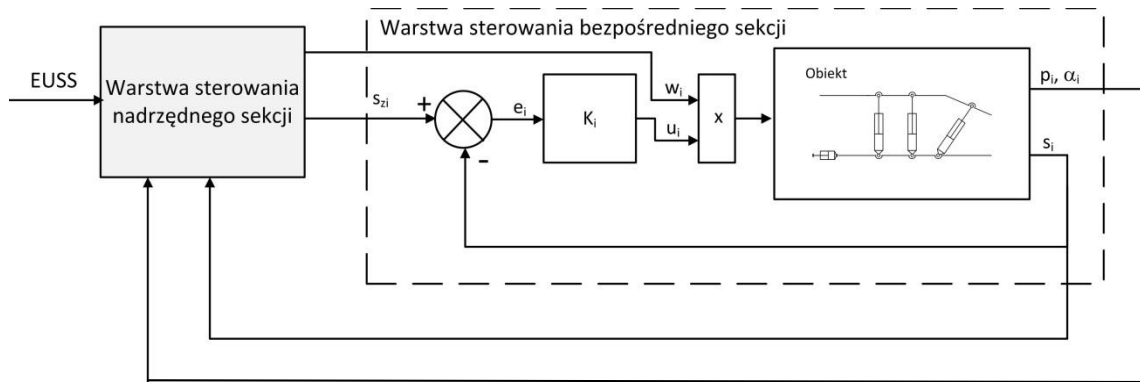 Warstwa sterowania bezpośredniego sekcji
EUSS
Warstwa sterowania
nadrzędnego sekcji
s_zi
+
-
e_i
K_i
w_i
u_i
x
Obiekt
p_i, α_i
s_i